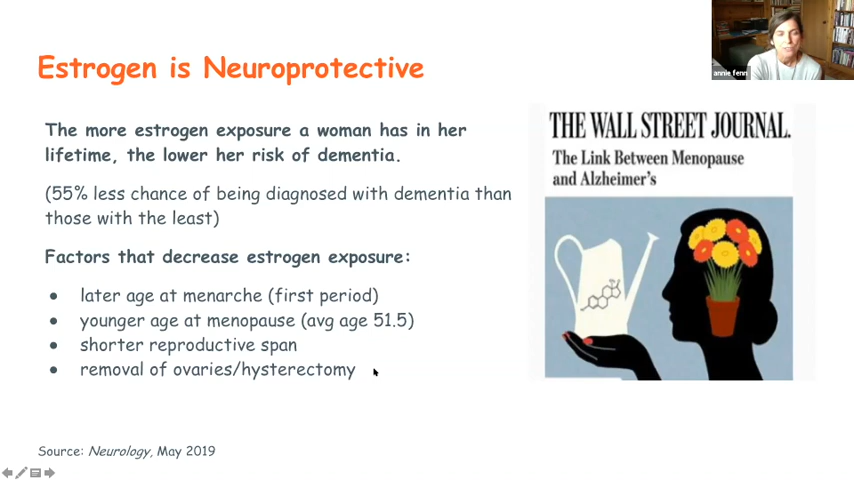 Estrogen is Neuroprotective
annie fenn
The more estrogen exposure a woman has in her
lifetime, the lower her risk of dementia.
(55% less chance of being diagnosed with dementia than
those with the least)
Factors that decrease estrogen exposure:
● later age at menarche (first period)
● younger age at menopause (avg age 51.5)
● shorter reproductive span
● removal of ovaries/hysterectomy
THE WALL STREET JOURNAL.
The Link Between Menopause
and Alzheimer's
Source: Neurology, May 2019